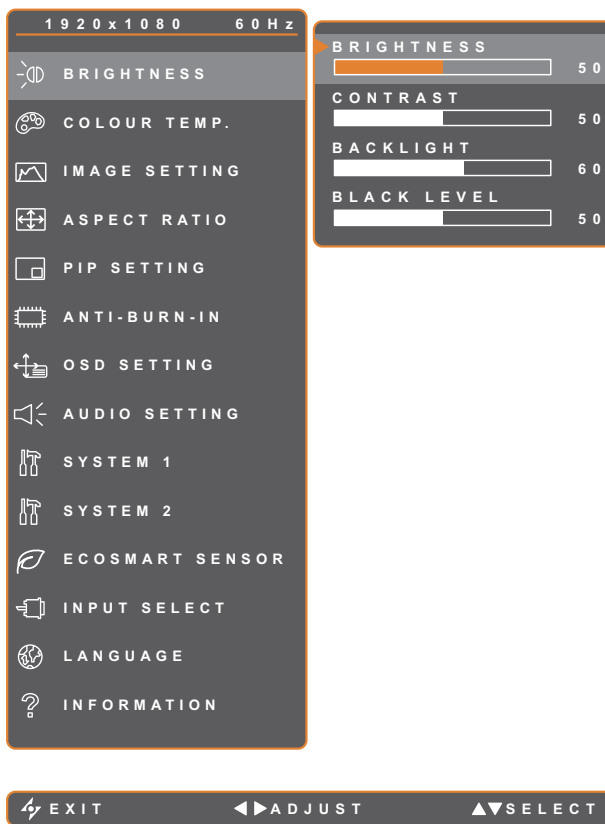 1920x1080 60Hz
BRIGHTNESS
COLOUR TEMP.
IMAGE SETTING
ASPECT RATIO
PIP SETTING
ANTI-BURN-IN
OSD SETTING
AUDIO SETTING
SYSTEM 1
SYSTEM 2
ECOSMART SENSOR
INPUT SELECT
LANGUAGE
INFORMATION
BRIGHTNESS
50
CONTRAST
50
BACKLIGHT
60
BLACK LEVEL
50
EXIT ◀▶ADJUST ▲▼SELECT